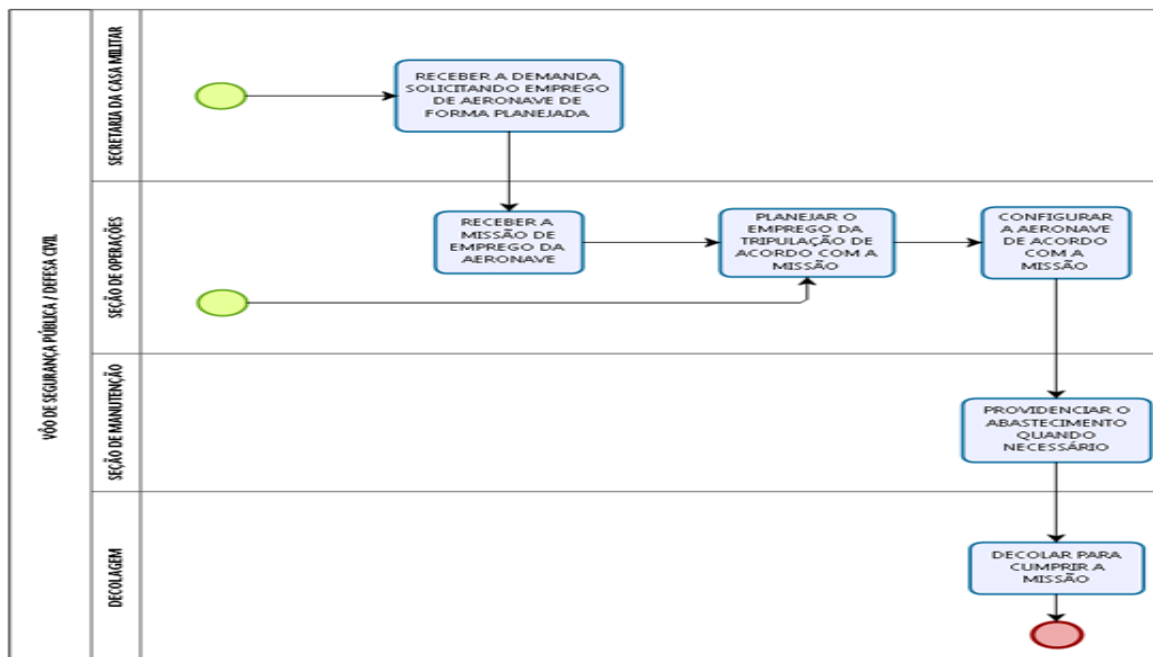 VÔO DE SEGURANÇA PÚBLICA / DEFESA CIVIL
SECRETARIA DA CASA MILITAR
RECEBER A DEMANDA
SOLICITANDO EMPREGO
DE AERONAVE DE
FORMA PLANEJADA
SEÇÃO DE OPERAÇÕES
RECEBER A
MISSÃO DE
EMPREGO DA
AERONAVE
PLANEJAR O
EMPREGO DA
TRIPULAÇÃO DE
ACORDO COM A
MISSÃO
CONFIGURAR
A AERONAVE
DE ACORDO
COM A
MISSÃO
SEÇÃO DE MANUTENÇÃO
PROVIDENCIAR O
ABASTECIMENTO
QUANDO
NECESSÁRIO
DECOLAGEM
DECOLAR PARA
CUMPRIR A
MISSÃO